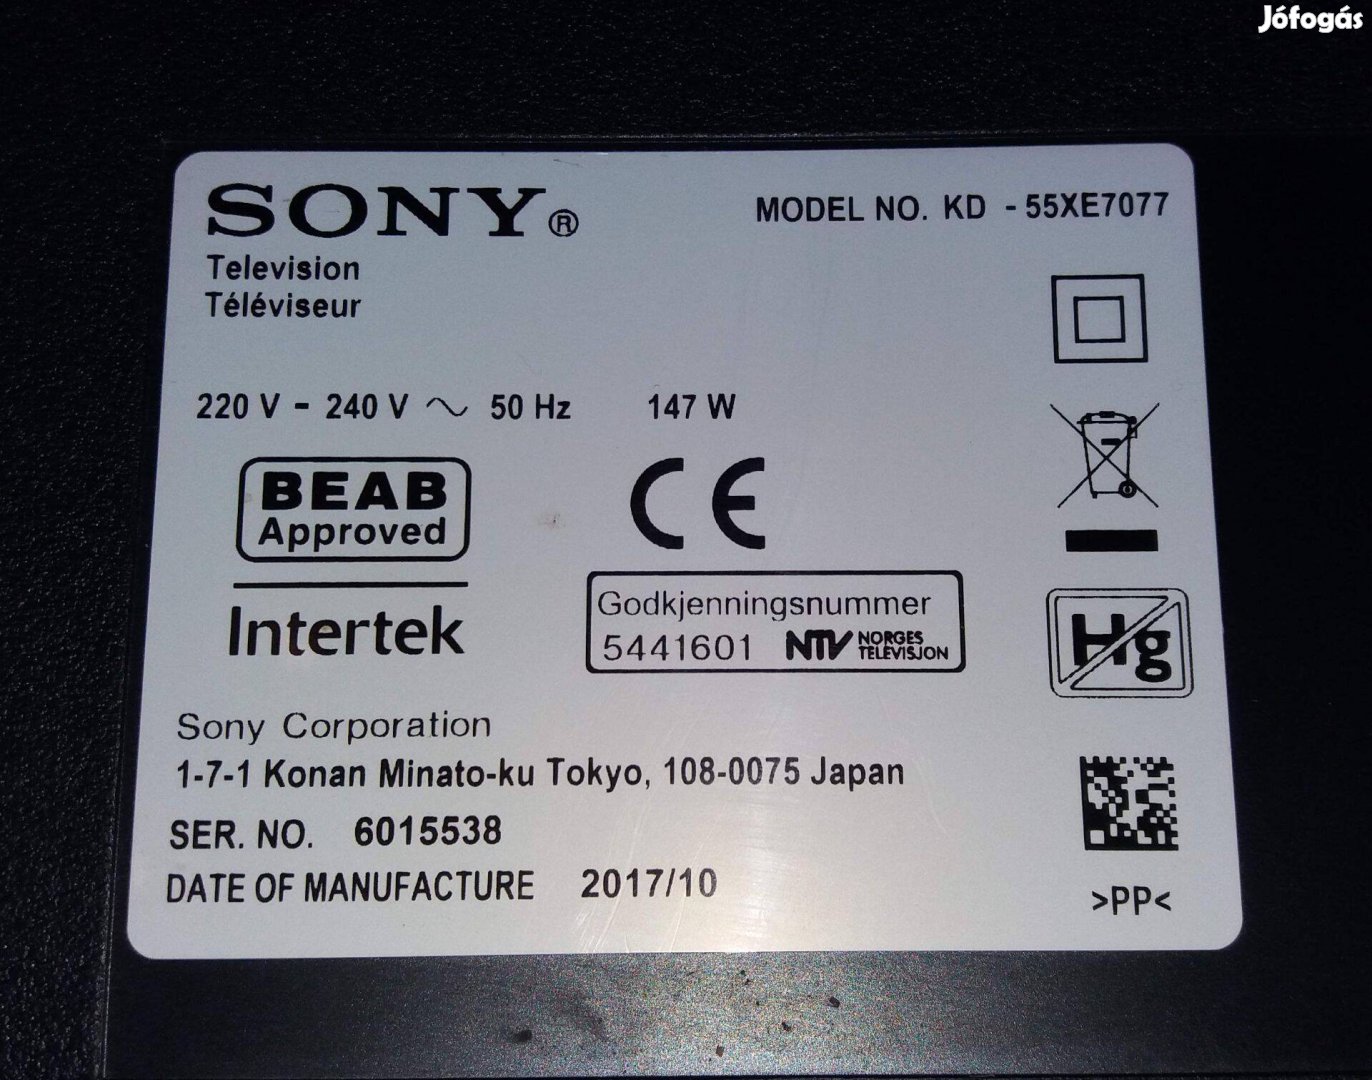 Jófogás
SONY®
MODEL NO. KD - 55XE7077
Television
Téléviseur
220 V - 240 V ~ 50 Hz 147 W
BEAB
Approved
CE
Intertek
Godkjenningsnummer
5441601 NTV NORGES
TELEVISJON
Hg
Sony Corporation
1-7-1 Konan Minato-ku Tokyo, 108-0075 Japan
SER. NO. 6015538
DATE OF MANUFACTURE 2017/10
>PP<